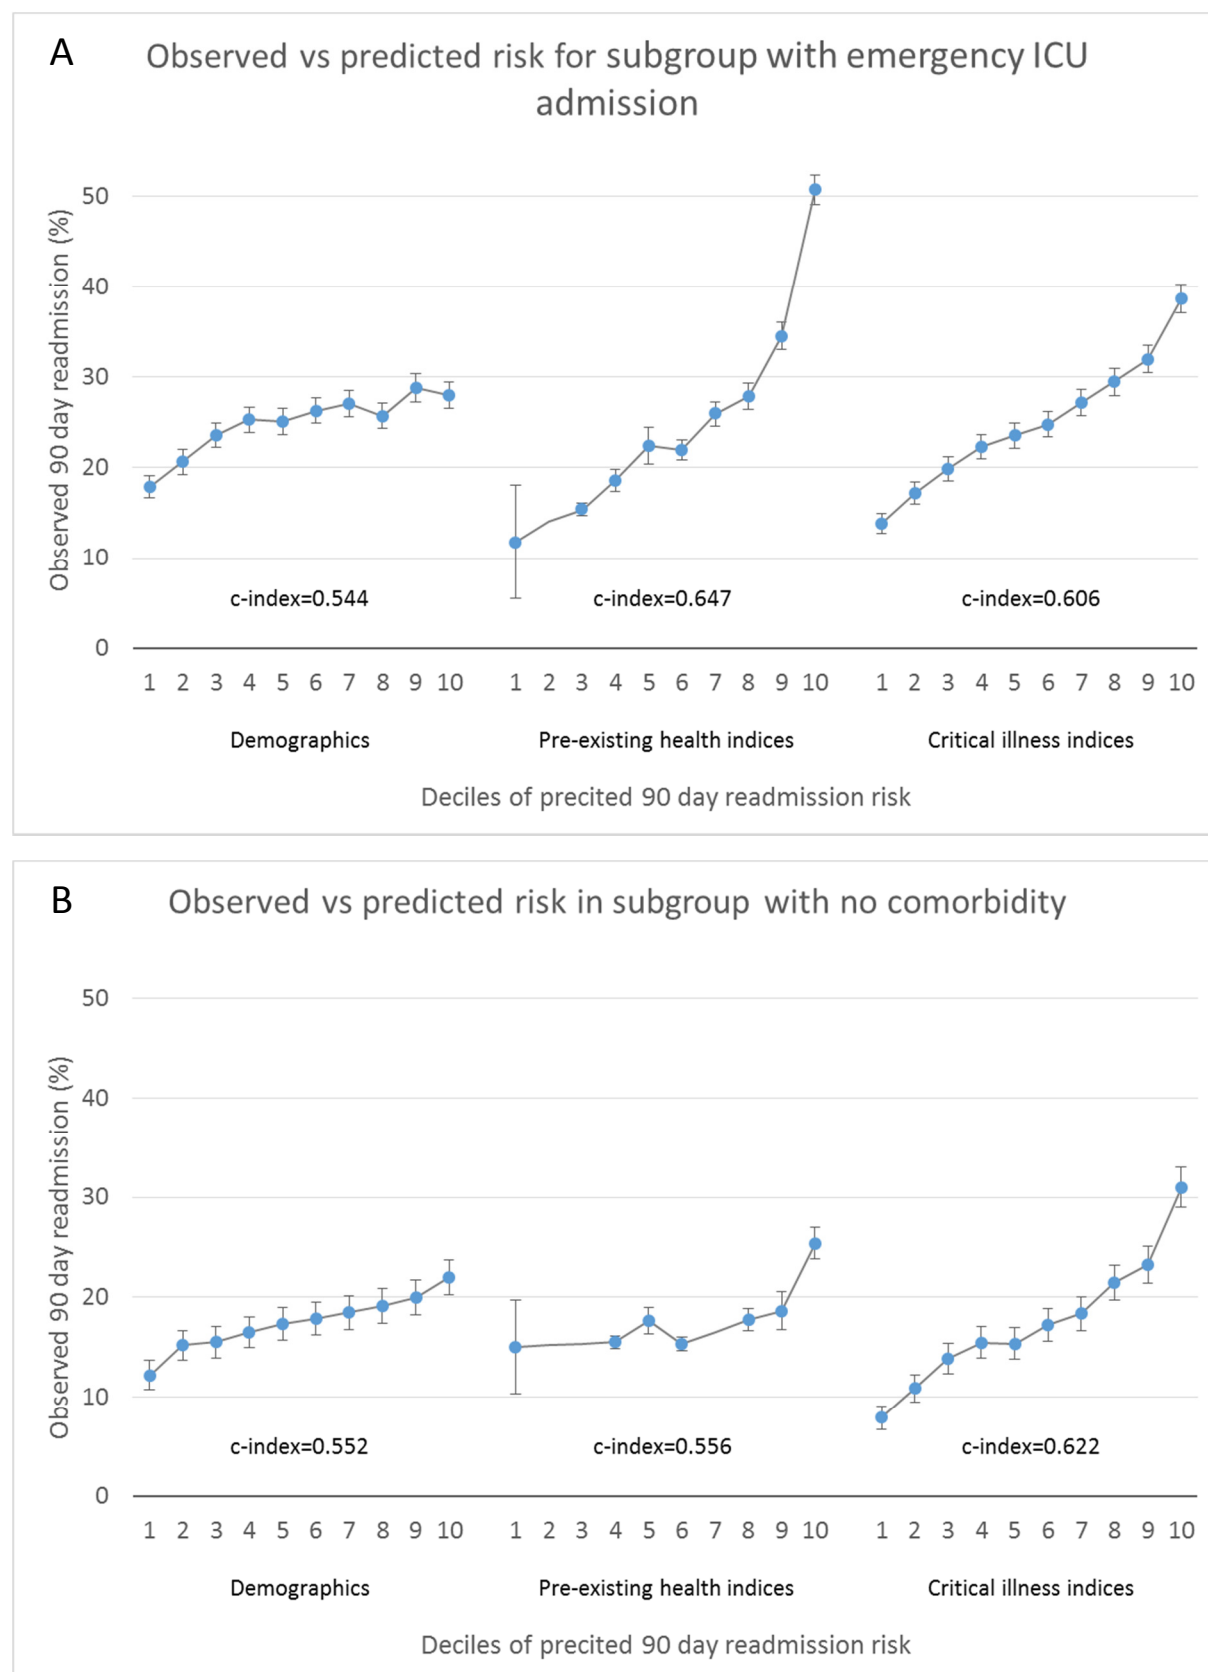 A
Observed vs predicted risk for subgroup with emergency ICU
admission
Observed 90 day readmission (%)
50
40
30
20
10
0
c-index=0.544 c-index=0.647 c-index=0.606
1 2 3 4 5 6 7 8 9 10 1 2 3 4 5 6 7 8 9 10 1 2 3 4 5 6 7 8 9 10
Demographics Pre-existing health indices Critical illness indices
Deciles of precited 90 day readmission risk
B
Observed vs predicted risk in subgroup with no comorbidity
Observed 90 day readmission (%)
50
40
30
20
10
0
c-index=0.552 c-index=0.556 c-index=0.622
1 2 3 4 5 6 7 8 9 10 1 2 3 4 5 6 7 8 9 10 1 2 3 4 5 6 7 8 9 10
Demographics Pre-existing health indices Critical illness indices
Deciles of precited 90 day readmission risk